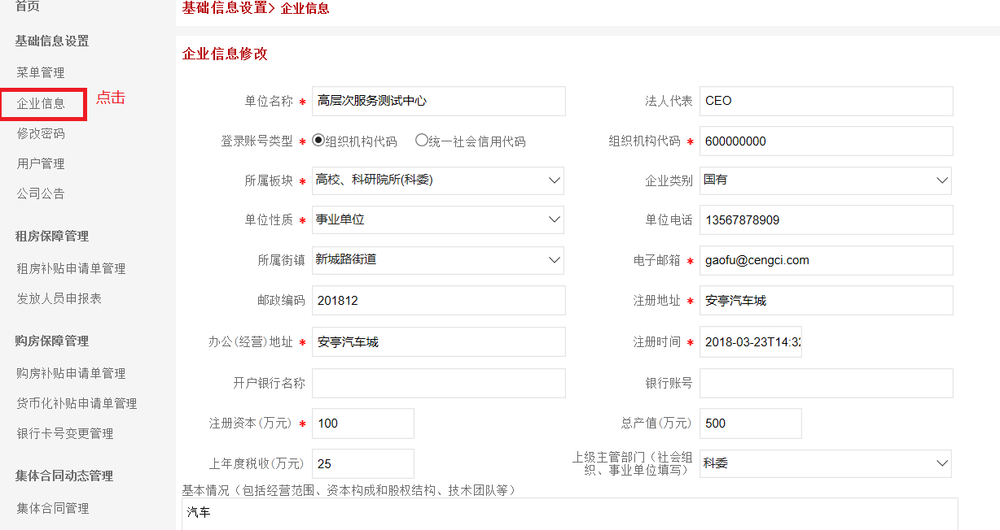 首页
基础信息设置
菜单管理
企业信息
点击
修改密码
用户管理
公司公告
租房保障管理
租房补贴申请单管理
发放人员申报表
购房保障管理
购房补贴申请单管理
货币化补贴申请单管理
银行卡号变更管理
集体合同动态管理
集体合同管理
基础信息设置> 企业信息
企业信息修改
单位名称 * 高层次服务测试中心 法人代表 CEO
登录账号类型 * 组织机构代码 统一社会信用代码 组织机构代码 * 600000000
所属板块 * 高校、科研院所(科委) 企业类别 国有
单位性质 * 事业单位 单位电话 13567878909
所属街镇 新城路街道 电子邮箱 * gaofu@cengci.com
邮政编码 201812 注册地址 * 安亭汽车城
办公(经营)地址 * 安亭汽车城 注册时间 * 2018-03-23T14:32
开户银行名称 银行账号
注册资本(万元) * 100 总产值(万元) 500
上年度税收(万元) 25 上级主管部门（社会组
织、事业单位填写） 科委
基本情况（包括经营范围、资本构成和股权结构、技术团队等）
汽车